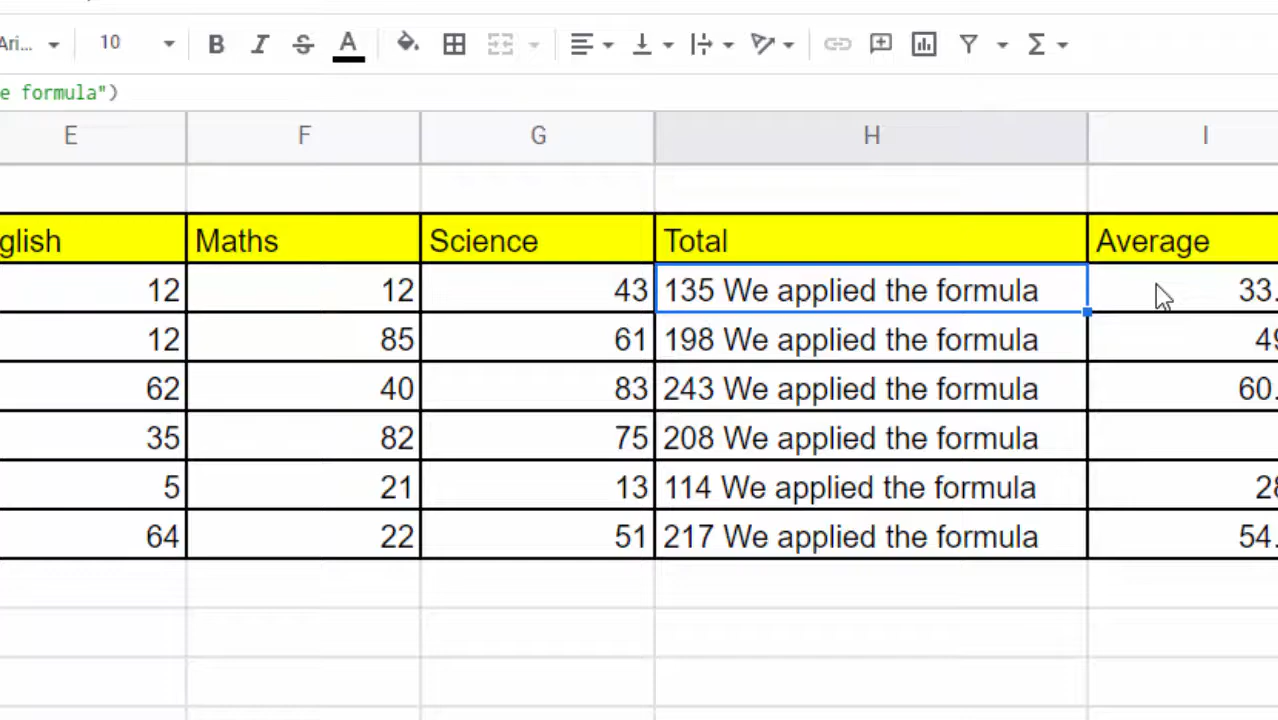 Ari... 10 B I S A
e formula")
E F G H I
glish Maths Science Total Average
12 12 43 135 We applied the formula 33.
12 85 61 198 We applied the formula 49
62 40 83 243 We applied the formula 60.
35 82 75 208 We applied the formula
5 21 13 114 We applied the formula 28
64 22 51 217 We applied the formula 54.